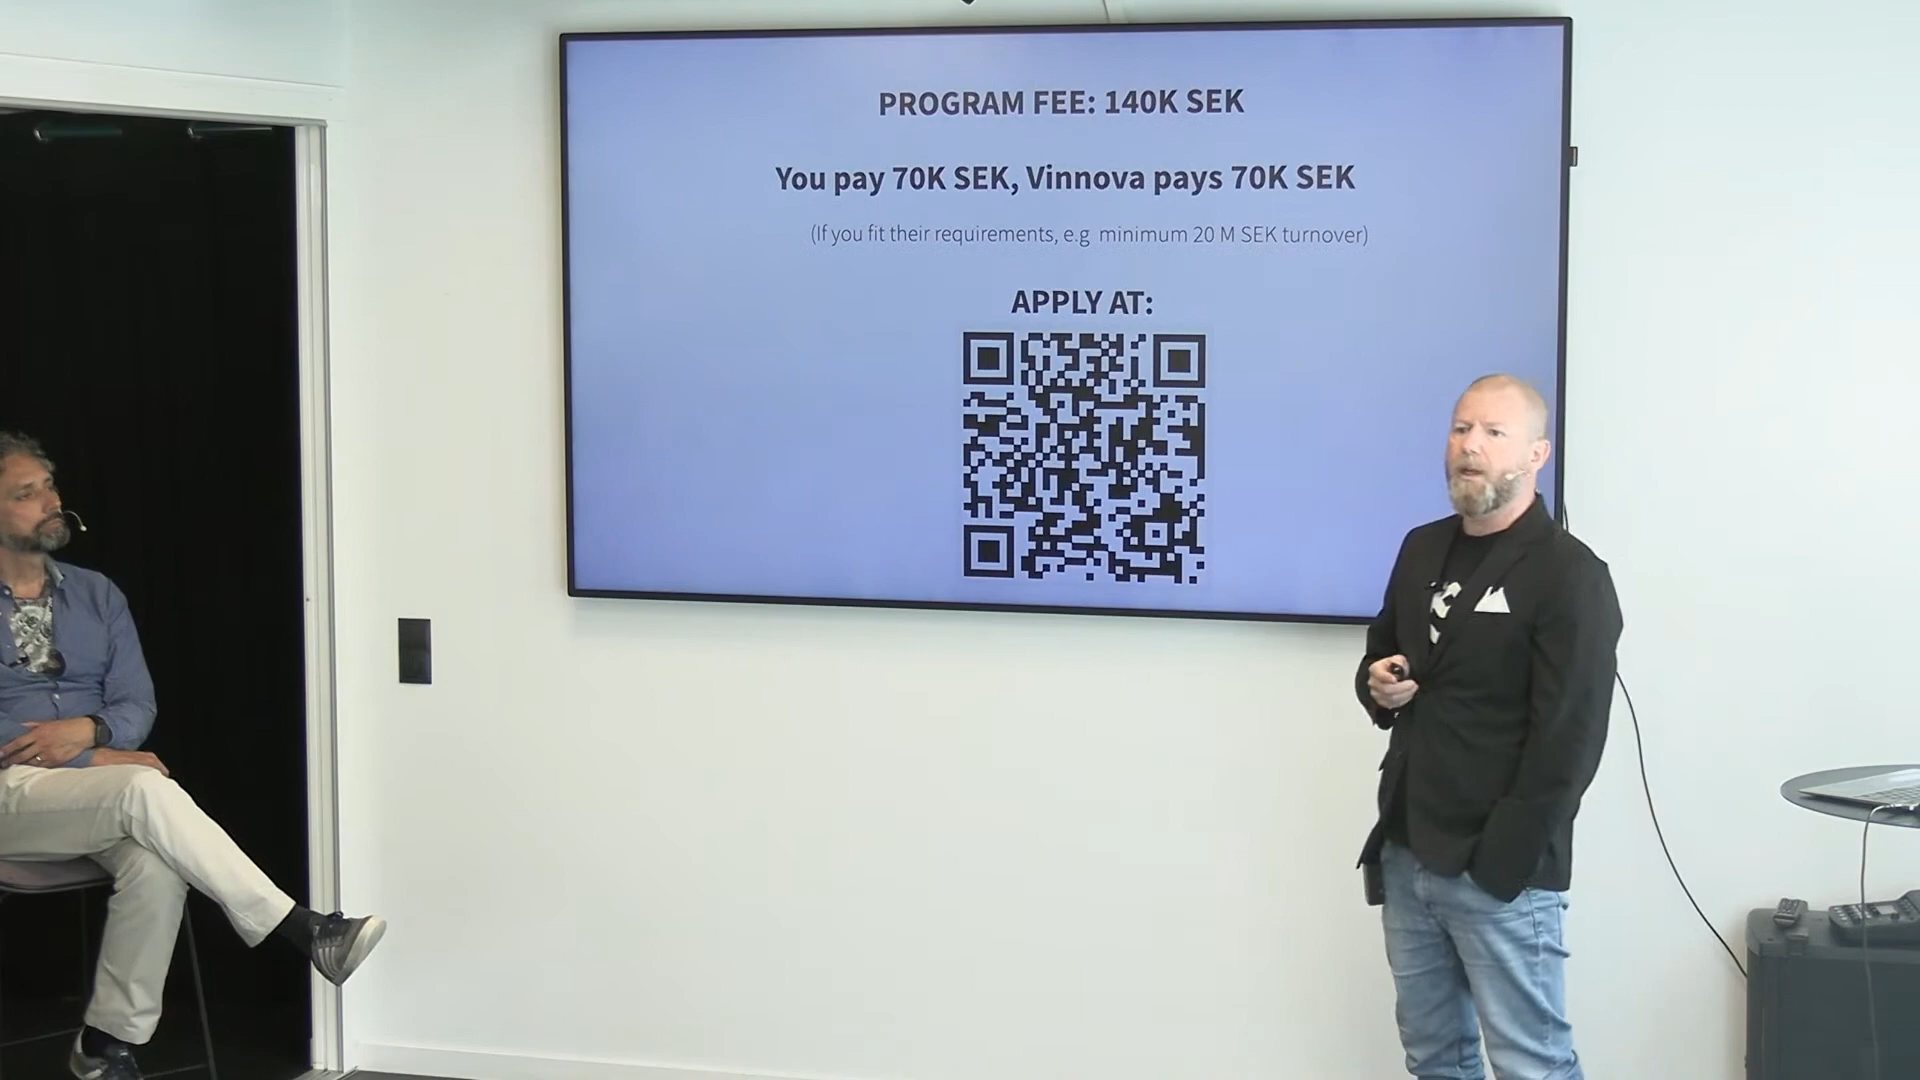 PROGRAM FEE: 140K SEK
You pay 70K SEK, Vinnova pays 70K SEK
(If you fit their requirements, e.g minimum 20 M SEK turnover)
APPLY AT: